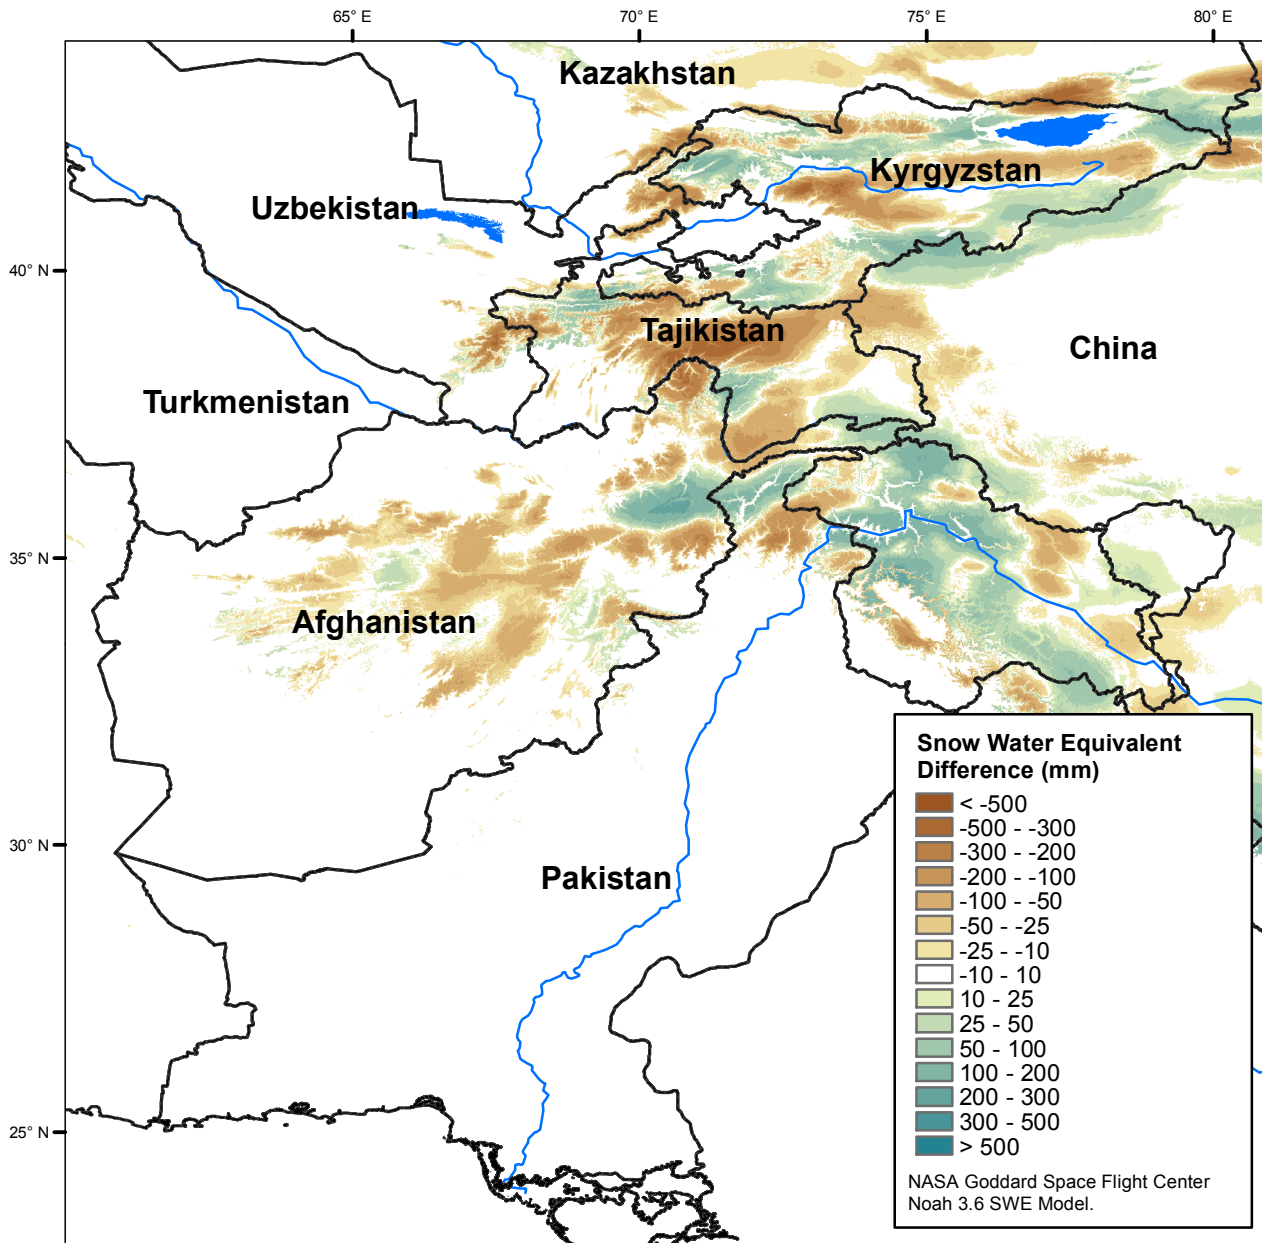 65° E
70° E
75° E
80° E
Kazakhstan
Kyrgyzstan
Uzbekistan
40° N
Tajikistan
China
Turkmenistan
35° N
Afghanistan
Snow Water Equivalent
Difference (mm)
< -500
-500 - -300
-300 - -200
-200 - -100
-100 - -50
-50 - -25
-25 - -10
-10 - 10
10 - 25
25 - 50
50 - 100
100 - 200
200 - 300
300 - 500
> 500
NASA Goddard Space Flight Center
Noah 3.6 SWE Model.
30° N
Pakistan
25° N